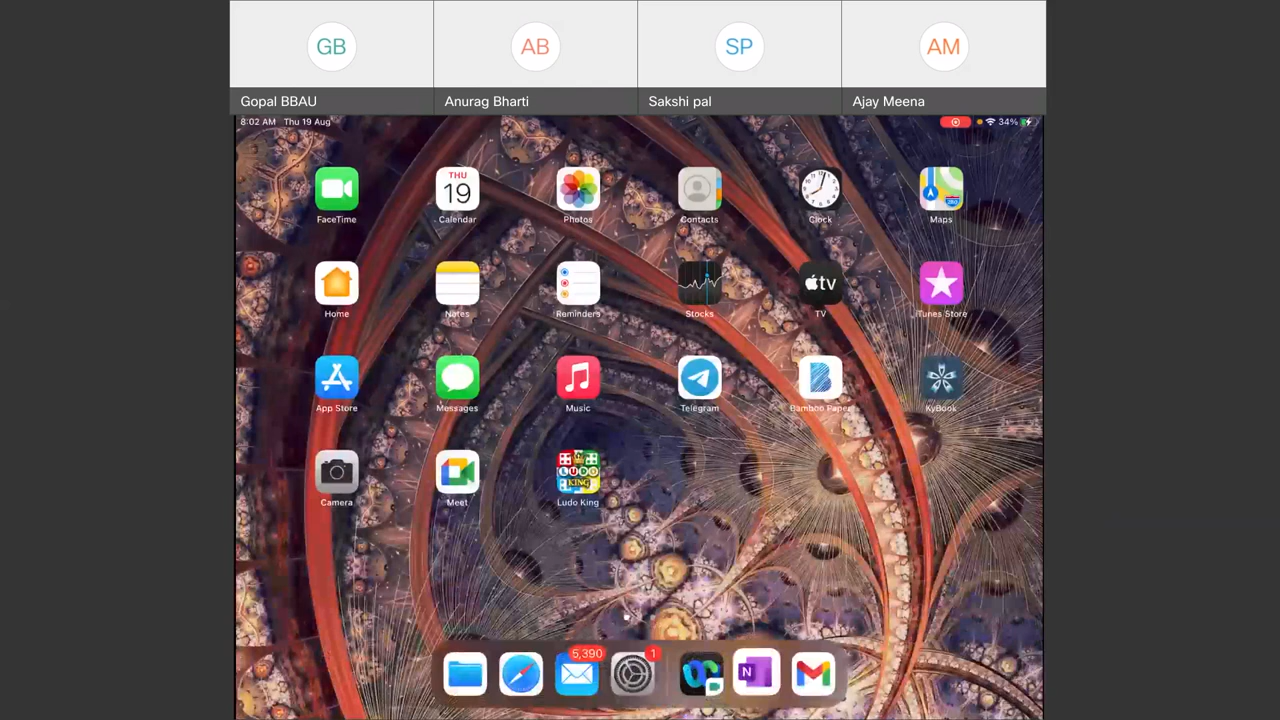 GB AB SP AM
Gopal BBAU Anurag Bharti Sakshi pal Ajay Meena
8:02 AM Thu 19 Aug 34%
THU
19
FaceTime Calendar Photos Contacts Clock Maps
tv
Home Notes Reminders Stocks TV iTunes Store
App Store Messages Music Telegram Bamboo Paper KyBook
LUDO
KING
Camera Meet Ludo King
5,390 1
N